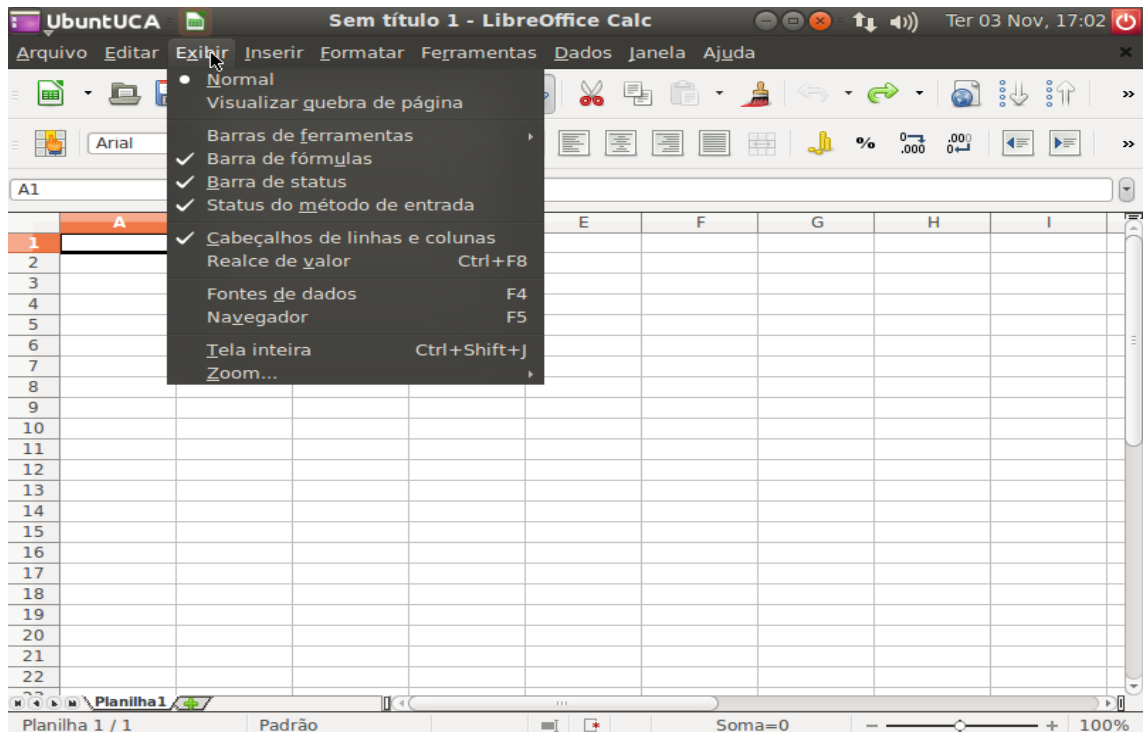 UbuntUCA Sem título 1 - LibreOffice Calc Ter 03 Nov, 17:02
Arquivo Editar Exibir Inserir Formatar Ferramentas Dados Janela Ajuda
Normal
Visualizar quebra de página
Barras de ferramentas
Arial % 0 .000 .000 0
Barra de fórmulas
Barra de status
A1
Status do método de entrada
A E F G H I
Cabeçalhos de linhas e colunas
Realce de valor Ctrl+F8
Fontes de dados F4
Navegador F5
Tela inteira Ctrl+Shift+J
Zoom...
1
2
3
4
5
6
7
8
9
10
11
12
13
14
15
16
17
18
19
20
21
22
Planilha1
Planilha 1 / 1 Padrão Soma=0 100%